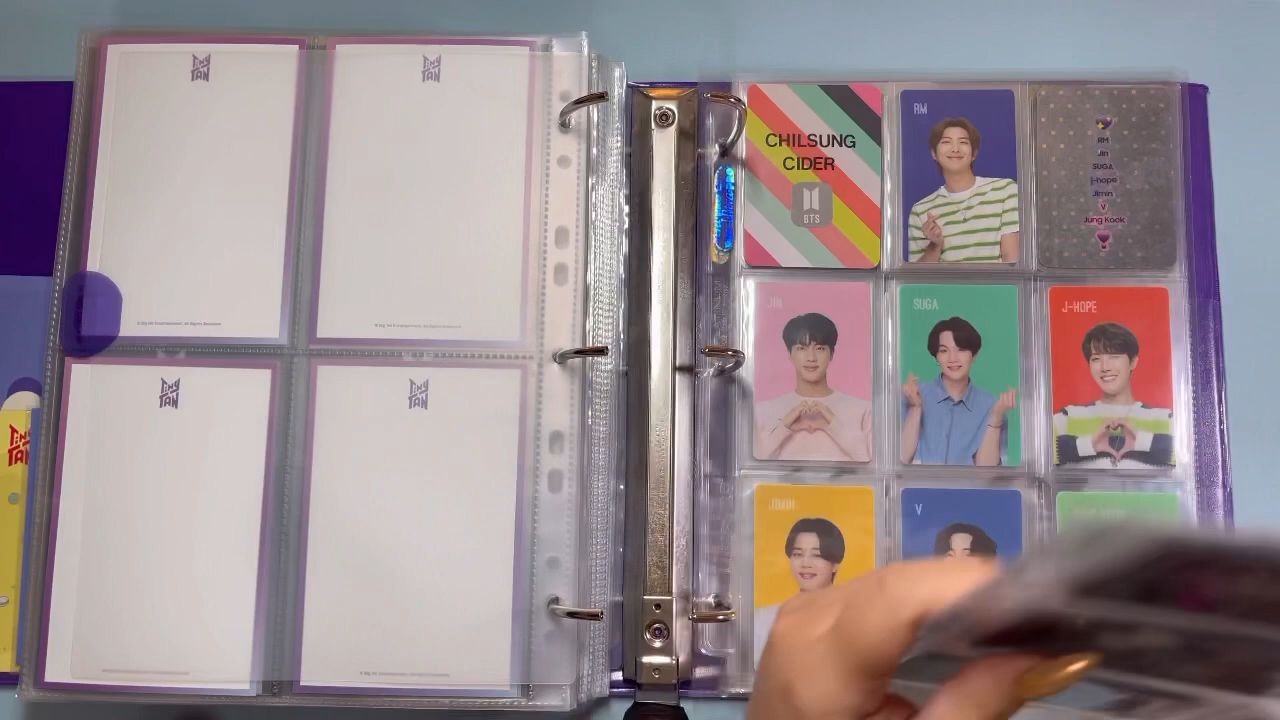 TinyTAN
TinyTAN
TinyTAN
TinyTAN
TinyTAN
CHILSUNG
CIDER
BTS
RM
RM
Jin
SUGA
j-hope
Jimin
V
Jung Kook
JIN
SUGA
J-HOPE
JIMIN
V